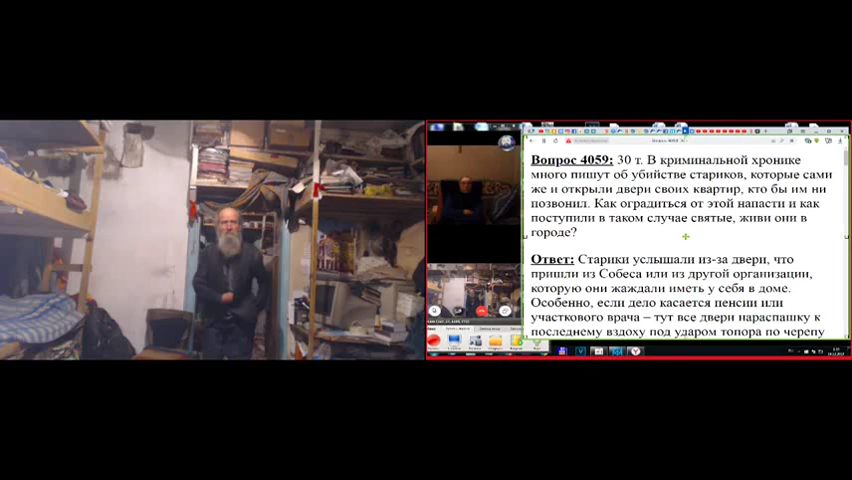 Вопрос 4059: 30 т. В криминальной хронике
много пишут об убийстве стариков, которые сами
же и открыли двери своих квартир, кто бы им ни
позвонил. Как оградиться от этой напасти и как
поступили в таком случае святые, живи они в
городе?
Ответ: Старики услышали из-за двери, что
пришли из Собеса или из другой организации,
которую они жаждали иметь у себя в доме.
Особенно, если дело касается пенсии или
участкового врача – тут все двери нараспашку к
последнему вздоху под ударом топора по черепу